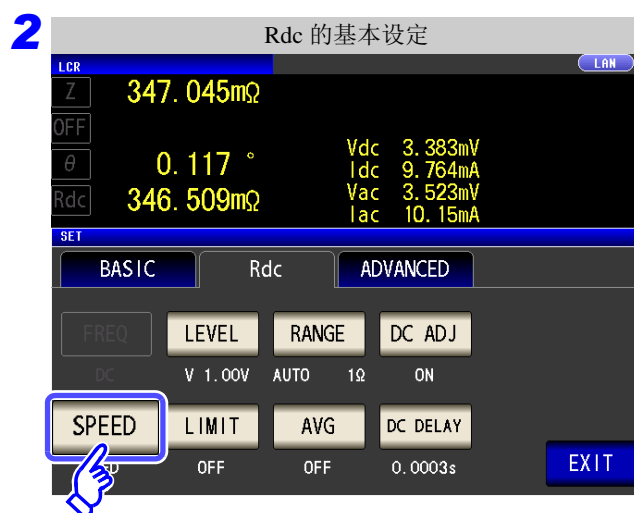 2
Rdc 的基本设定
LCR LAN
Z 347.045mΩ
OFF
θ 0.117 °
Rdc 346.509mΩ
Vdc 3.383mV
Idc 9.764mA
Vac 3.523mV
Iac 10.15mA
SET
BASIC Rdc ADVANCED
FREQ LEVEL RANGE DC ADJ
DC V 1.00V AUTO 1Ω ON
SPEED LIMIT AVG DC DELAY
OFF OFF 0.0003s
EXIT